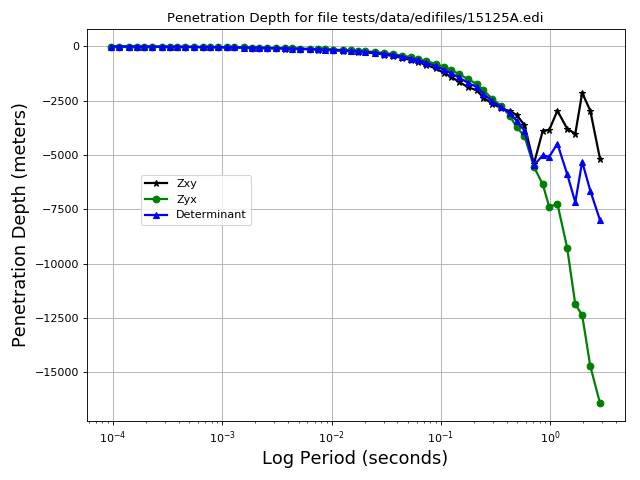 Penetration Depth for file tests/data/edifiles/15125A.edi
Penetration Depth (meters)
0
−2500
−5000
−7500
−10000
−12500
−15000
Zxy
Zyx
Determinant
10⁻⁴ 10⁻³ 10⁻² 10⁻¹ 10⁰
Log Period (seconds)